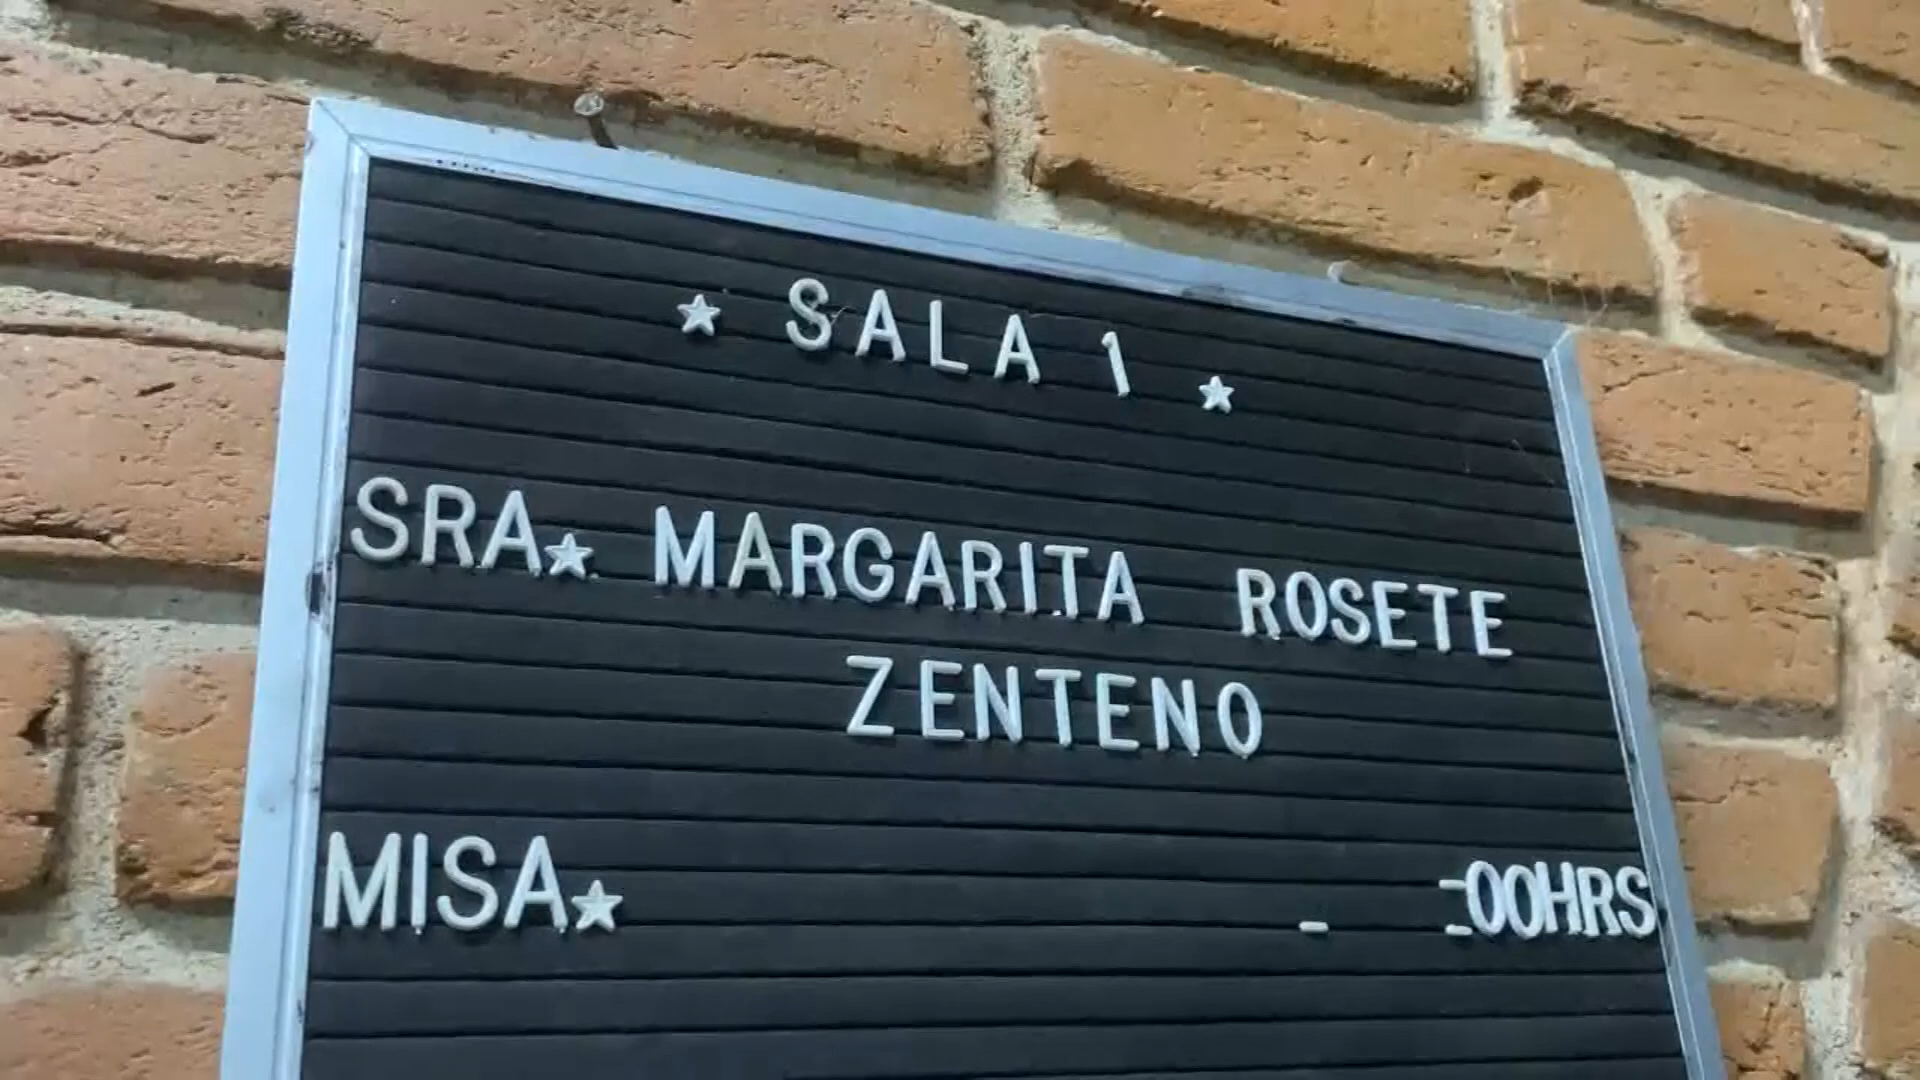 ★ SALA 1 ★
SRA★ MARGARITA ROSETE
ZENTENO
MISA★ - :00HRS